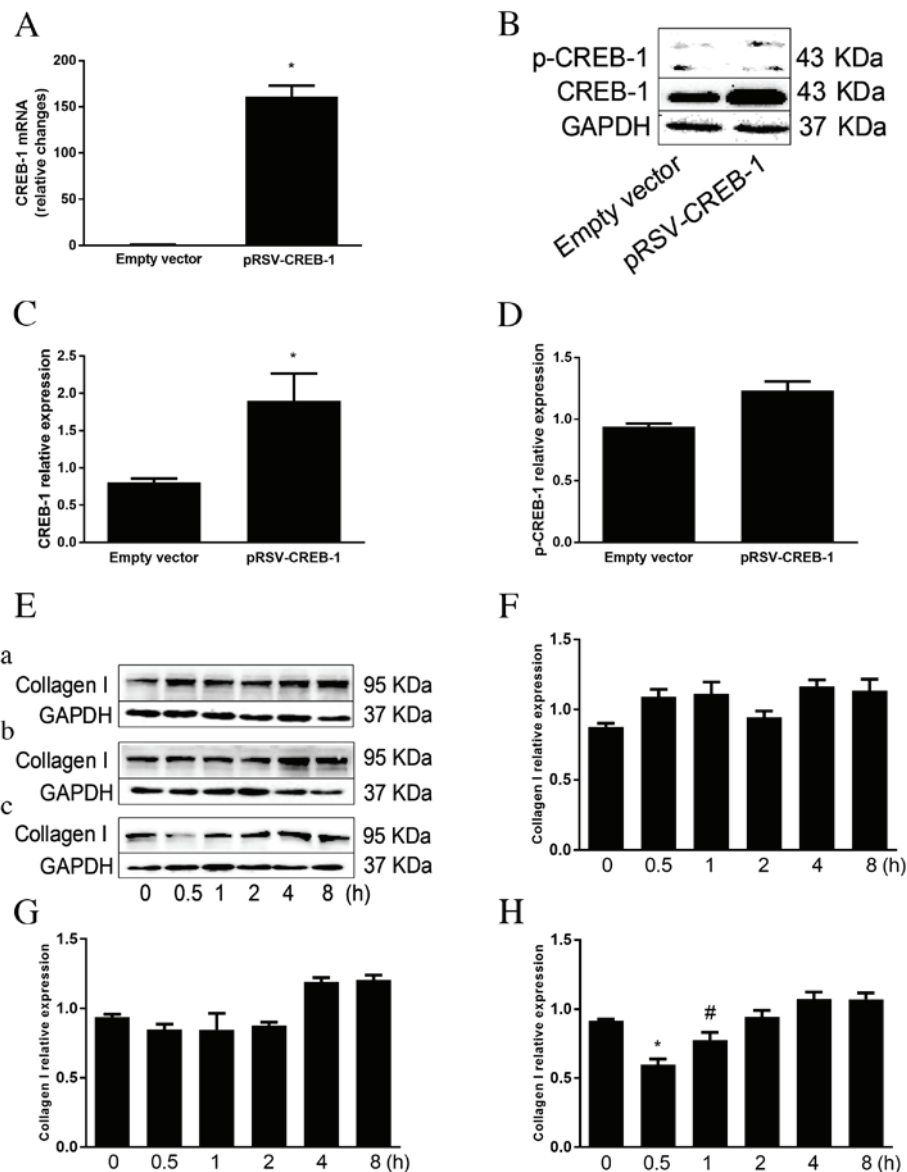 A
CREB-1 mRNA
(relative changes)
200
150
100
50
0
*
Empty vector
pRSV-CREB-1
B
p-CREB-1
43 KDa
CREB-1
43 KDa
GAPDH
37 KDa
Empty vector
pRSV-CREB-1
C
CREB-1 relative expression
2.5
2.0
1.5
1.0
0.5
0.0
*
Empty vector
pRSV-CREB-1
D
p-CREB-1 relative expression
1.5
1.0
0.5
0.0
Empty vector
pRSV-CREB-1
E
a
Collagen I
95 KDa
GAPDH
37 KDa
b
Collagen I
95 KDa
GAPDH
37 KDa
c
Collagen I
95 KDa
GAPDH
37 KDa
0 0.5 1 2 4 8 (h)
F
Collagen I relative expression
1.5
1.0
0.5
0.0
0 0.5 1 2 4 8 (h)
G
Collagen I relative expression
1.5
1.0
0.5
0.0
0 0.5 1 2 4 8 (h)
H
Collagen I relative expression
1.5
1.0
0.5
0.0
*
#
0 0.5 1 2 4 8 (h)